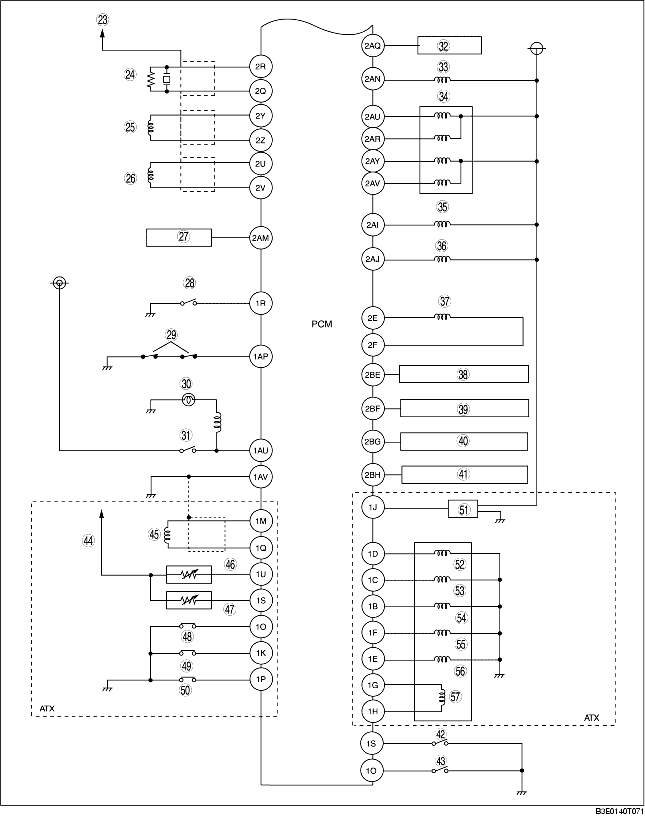 23
2R
24
2Q
2Y
25
2Z
2U
26
2V
27
2AM
28
1R
29
1AP
30
31
1AU
1AV
1M
44
45
1Q
46
1U
1S
47
1O
48
1K
49
1P
50
ATX
PCM
2AQ
32
33
2AN
34
2AU
2AR
2AY
2AV
35
2AI
36
2AJ
37
2E
2F
2BE
38
2BF
39
2BG
40
2BH
41
1J
51
1D
52
1C
53
1B
54
1F
55
1E
56
1G
57
1H
ATX
1S
42
1O
43
B3E0140T071